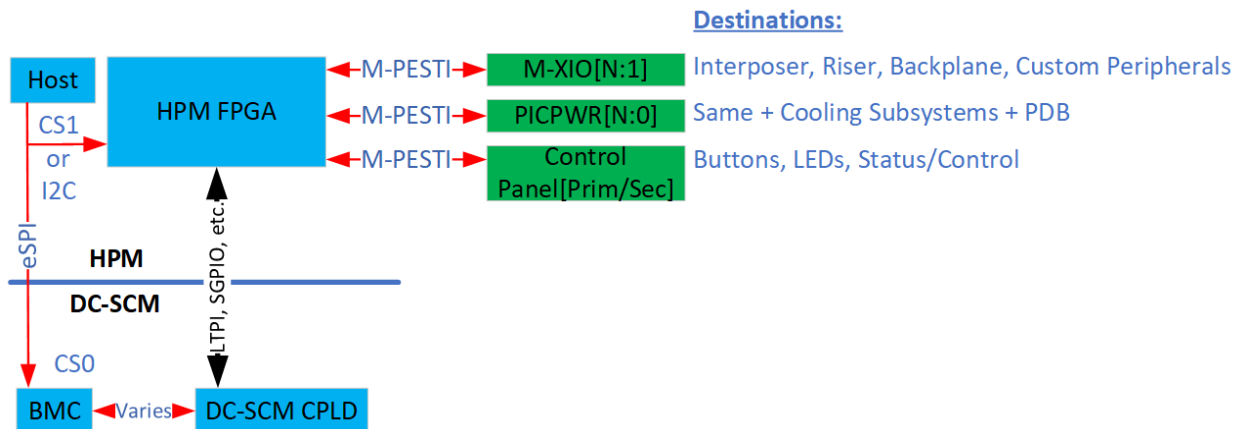 Destinations:
Host
HPM FPGA
M-PESTI
M-XIO[N:1]
Interposer, Riser, Backplane, Custom Peripherals
CS1
or
I2C
M-PESTI
PICPWR[N:0]
Same + Cooling Subsystems + PDB
M-PESTI
Control
Panel[Prim/Sec]
Buttons, LEDs, Status/Control
eSPI
LTPI, SGPIO, etc.
HPM
DC-SCM
CS0
BMC
Varies
DC-SCM CPLD